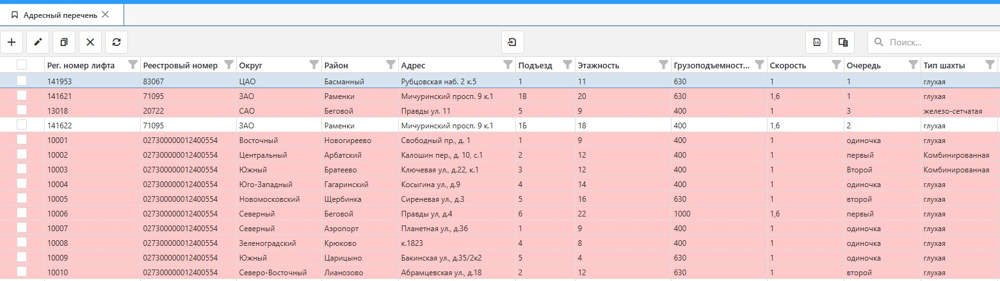 Адресный перечень
Поиск...
Рег. номер лифта Реестровый номер Округ Район Адрес Подъезд Этажность Грузоподъемност... Скорость Очередь Тип шахты
141953 83067 ЦАО Басманный Рубцовская наб. 2 к.5 1 11 630 1 1 глухая
141621 71095 ЗАО Раменки Мичуринский просп. 9 к.1 1В 20 630 1,6 1 глухая
13018 20722 САО Беговой Правды ул. 11 5 9 400 1 3 железо-сетчатая
141622 71095 ЗАО Раменки Мичуринский просп. 9 к.1 1Б 18 400 1,6 2 глухая
10001 027300000012400554 Восточный Новогиреево Свободный пр., д. 1 1 9 400 1 одиночка глухая
10002 027300000012400554 Центральный Арбатский Калошин пер., д. 10, с.1 2 12 400 1 первый Комбинированная
10003 027300000012400554 Южный Братеево Ключевая ул., д.22, к.1 3 12 400 1 Второй Комбинированная
10004 027300000012400554 Юго-Западный Гагаринский Косыгина ул., д.9 4 14 400 1 одиночка глухая
10005 027300000012400554 Новомосковский Щербинка Сиреневая ул., д.3 5 16 630 1 второй глухая
10006 027300000012400554 Северный Беговой Правды ул, д.4 6 22 1000 1,6 первый глухая
10007 027300000012400554 Северный Аэропорт Планетная ул., д.36 1 9 400 1 одиночка глухая
10008 027300000012400554 Зеленоградский Крюково к.1823 4 8 400 1 одиночка глухая
10009 027300000012400554 Южный Царицыно Бакинская ул., д.35/2к2 5 4 630 1 одиночка глухая
10010 027300000012400554 Северо-Восточный Лианозово Абрамцевская ул., д.18 2 12 630 1 второй глухая